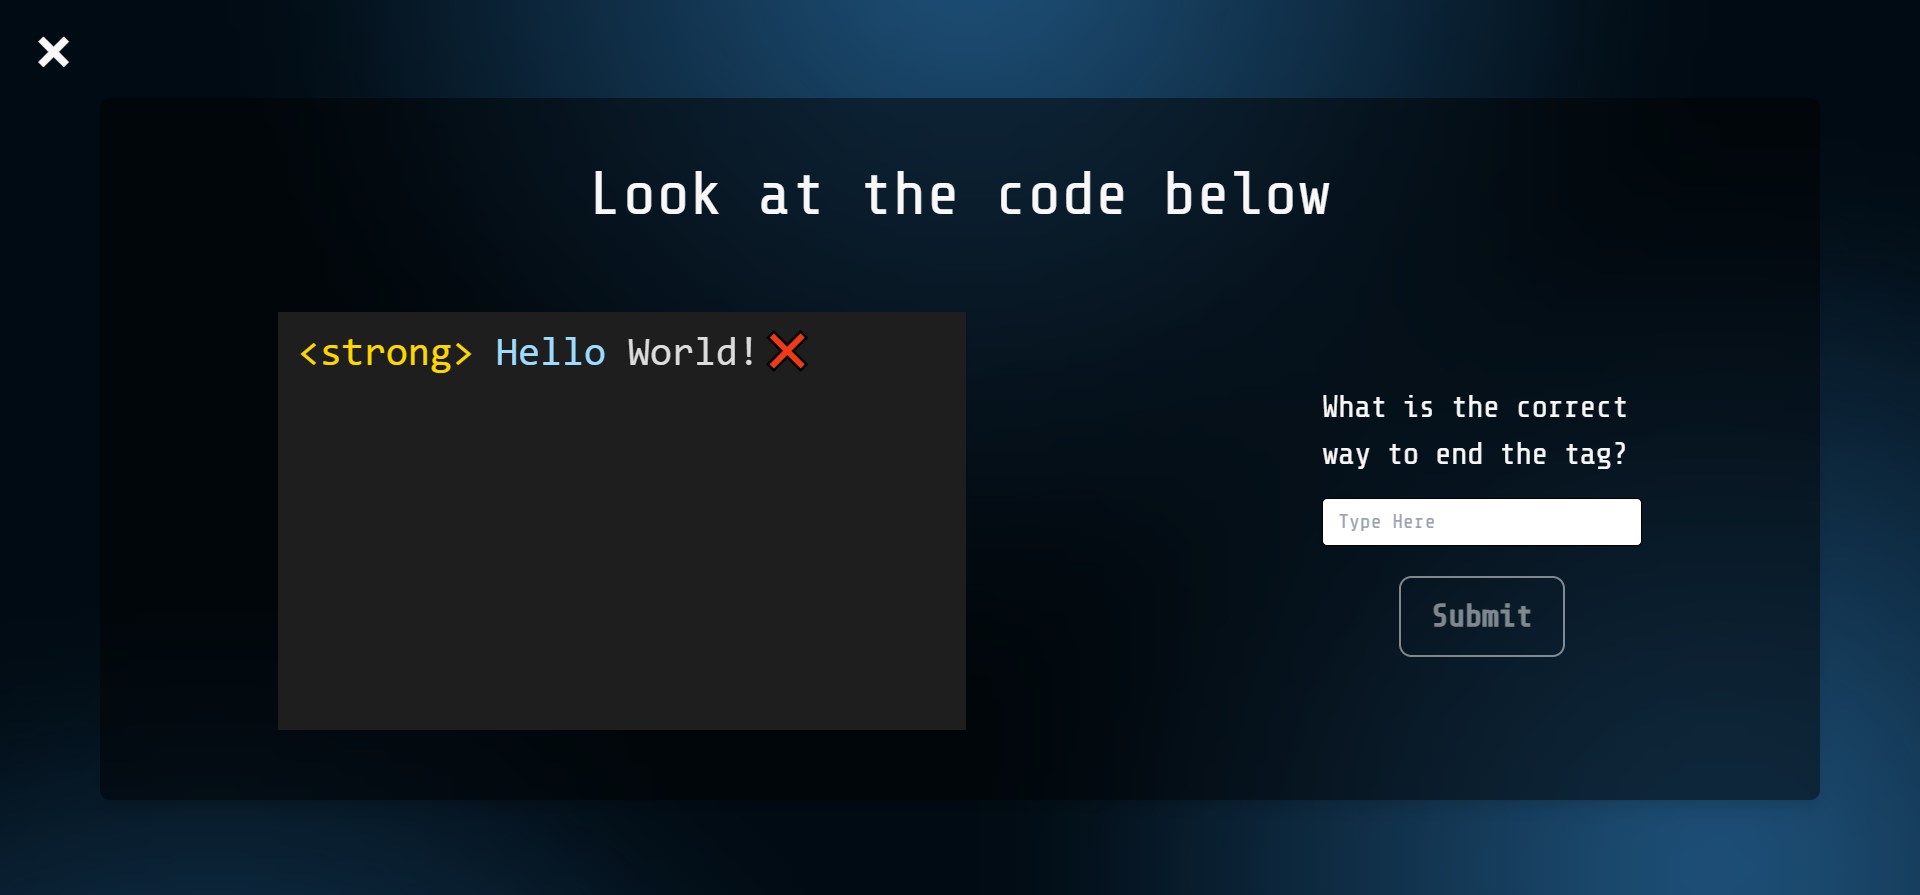 Look at the code below
<strong> Hello World!❌
What is the correct
way to end the tag?
Type Here
Submit